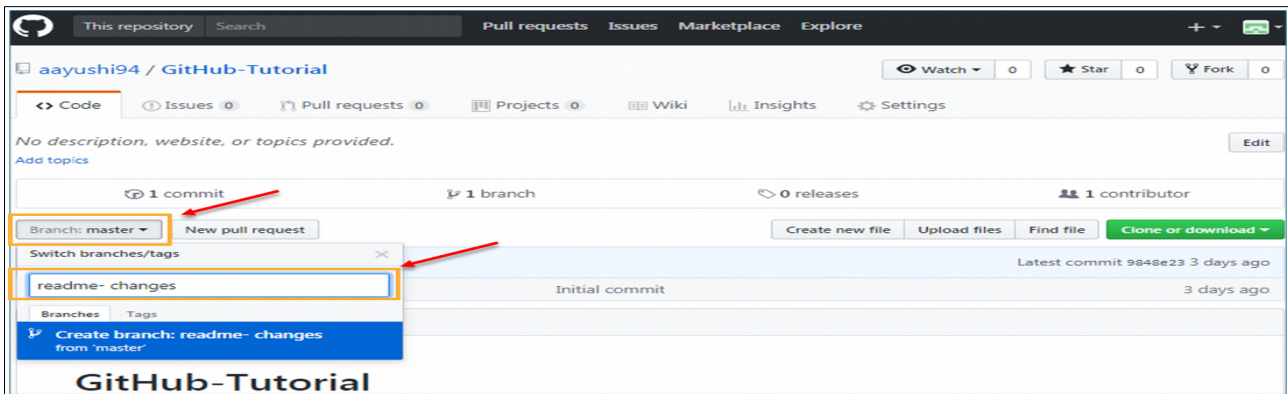 This repository Search Pull requests Issues Marketplace Explore
aayushi94 / GitHub-Tutorial Watch 0 Star 0 Fork 0
Code Issues 0 Pull requests 0 Projects 0 Wiki Insights Settings
No description, website, or topics provided. Edit
Add topics
1 commit 1 branch 0 releases 1 contributor
Branch: master New pull request Create new file Upload files Find file Clone or download
Switch branches/tags
Latest commit 9848e23 3 days ago
readme- changes
Initial commit 3 days ago
Branches Tags
Create branch: readme- changes
from 'master'
GitHub-Tutorial